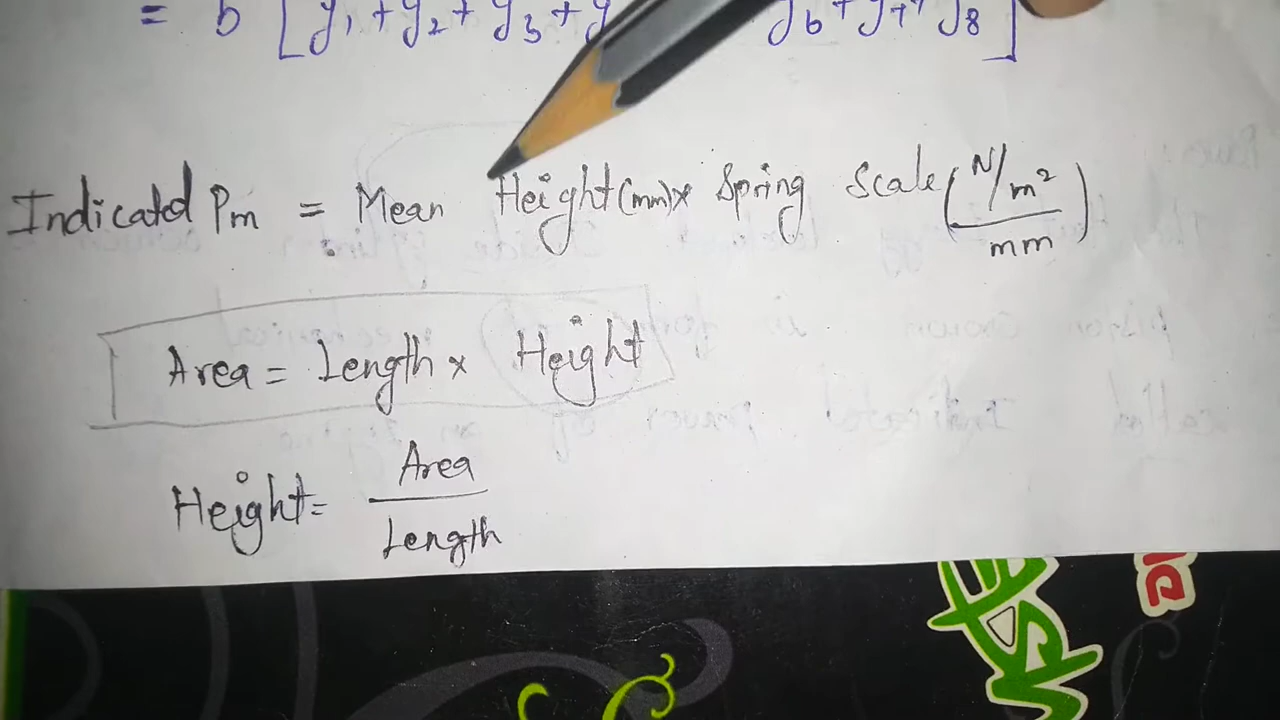 = b [y₁ + y₂ + y₃ + y y₆ + y₇ + y₈]
Indicated Pm = Mean Height (mm) x Spring Scale (N/m² / mm)
Area = Length x Height
Height = Area / Length